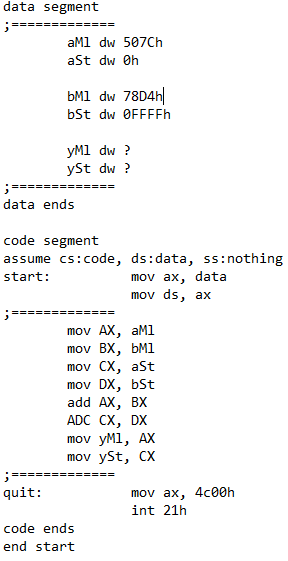 data segment
;=============
aMl dw 507Ch
aSt dw 0h
bMl dw 78D4h
bSt dw 0FFFFh
yMl dw ?
ySt dw ?
;=============
data ends
code segment
assume cs:code, ds:data, ss:nothing
start: mov ax, data
mov ds, ax
;=============
mov AX, aMl
mov BX, bMl
mov CX, aSt
mov DX, bSt
add AX, BX
ADC CX, DX
mov yMl, AX
mov ySt, CX
;=============
quit: mov ax, 4c00h
int 21h
code ends
end start